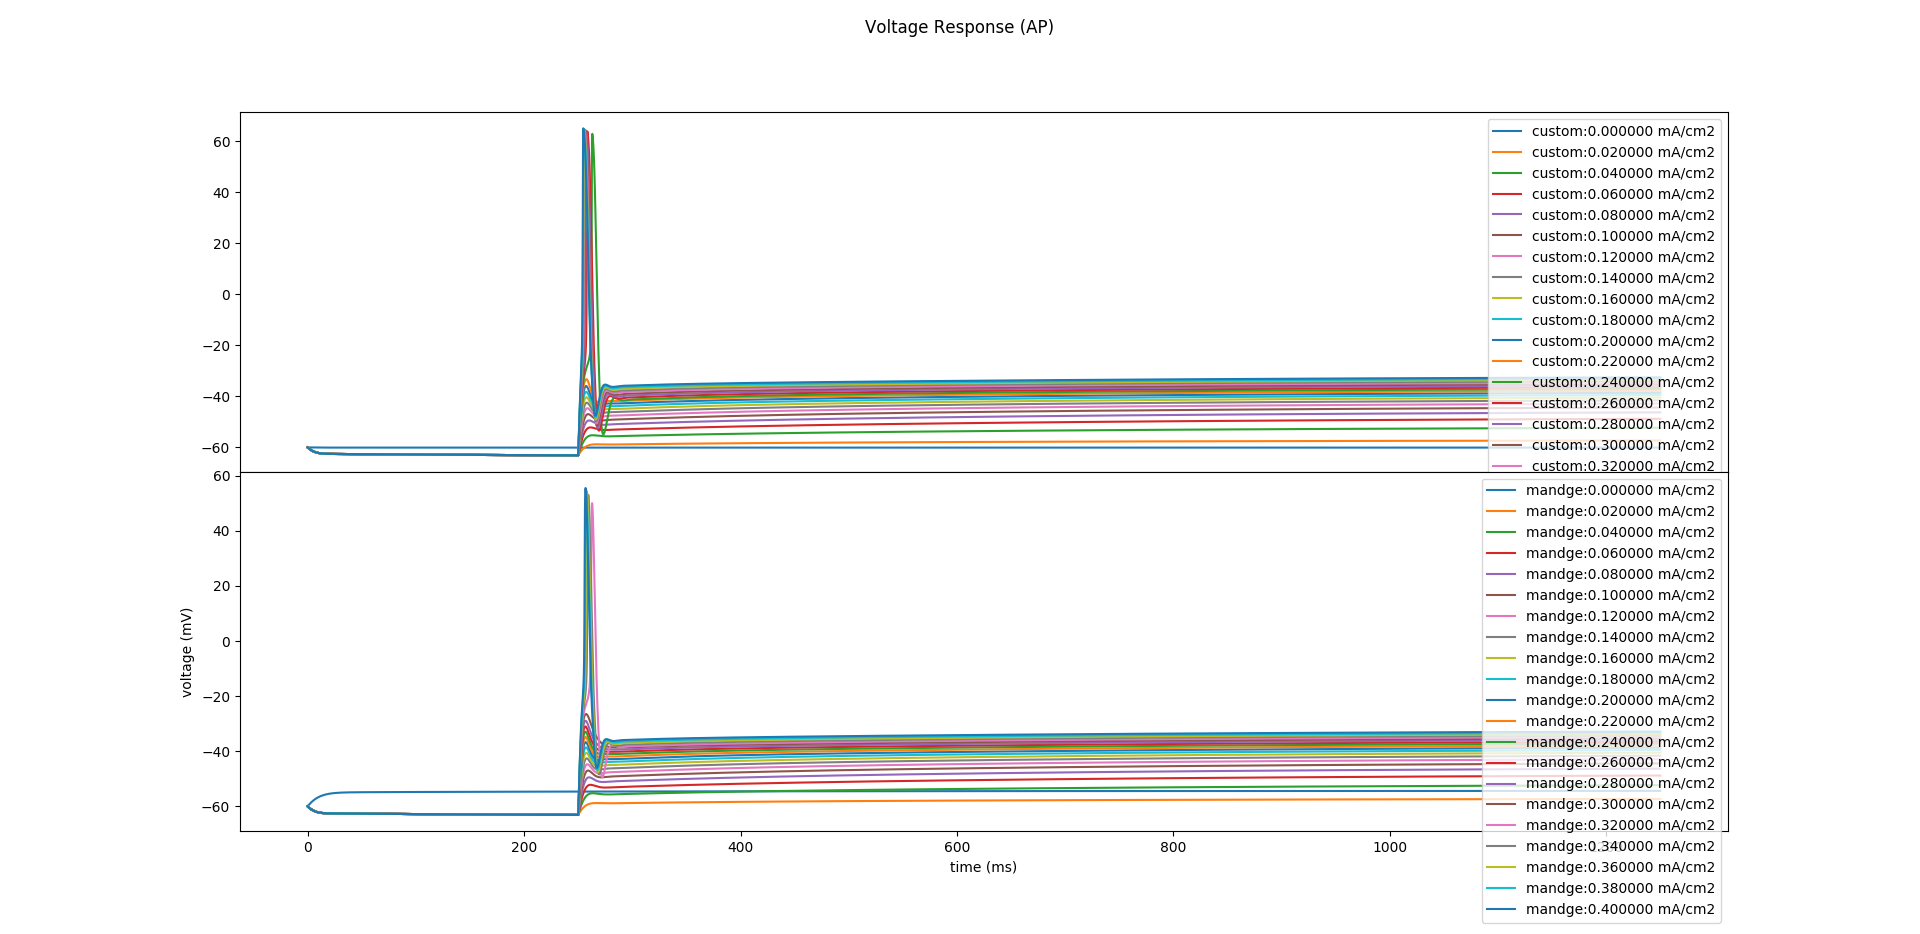 Voltage Response (AP)
60
40
20
0
−20
−40
−60
custom:0.000000 mA/cm2
custom:0.020000 mA/cm2
custom:0.040000 mA/cm2
custom:0.060000 mA/cm2
custom:0.080000 mA/cm2
custom:0.100000 mA/cm2
custom:0.120000 mA/cm2
custom:0.140000 mA/cm2
custom:0.160000 mA/cm2
custom:0.180000 mA/cm2
custom:0.200000 mA/cm2
custom:0.220000 mA/cm2
custom:0.240000 mA/cm2
custom:0.260000 mA/cm2
custom:0.280000 mA/cm2
custom:0.300000 mA/cm2
custom:0.320000 mA/cm2
voltage (mV)
60
40
20
0
−20
−40
−60
mandge:0.000000 mA/cm2
mandge:0.020000 mA/cm2
mandge:0.040000 mA/cm2
mandge:0.060000 mA/cm2
mandge:0.080000 mA/cm2
mandge:0.100000 mA/cm2
mandge:0.120000 mA/cm2
mandge:0.140000 mA/cm2
mandge:0.160000 mA/cm2
mandge:0.180000 mA/cm2
mandge:0.200000 mA/cm2
mandge:0.220000 mA/cm2
mandge:0.240000 mA/cm2
mandge:0.260000 mA/cm2
mandge:0.280000 mA/cm2
mandge:0.300000 mA/cm2
mandge:0.320000 mA/cm2
mandge:0.340000 mA/cm2
mandge:0.360000 mA/cm2
mandge:0.380000 mA/cm2
mandge:0.400000 mA/cm2
0 200 400 600 800 1000
time (ms)